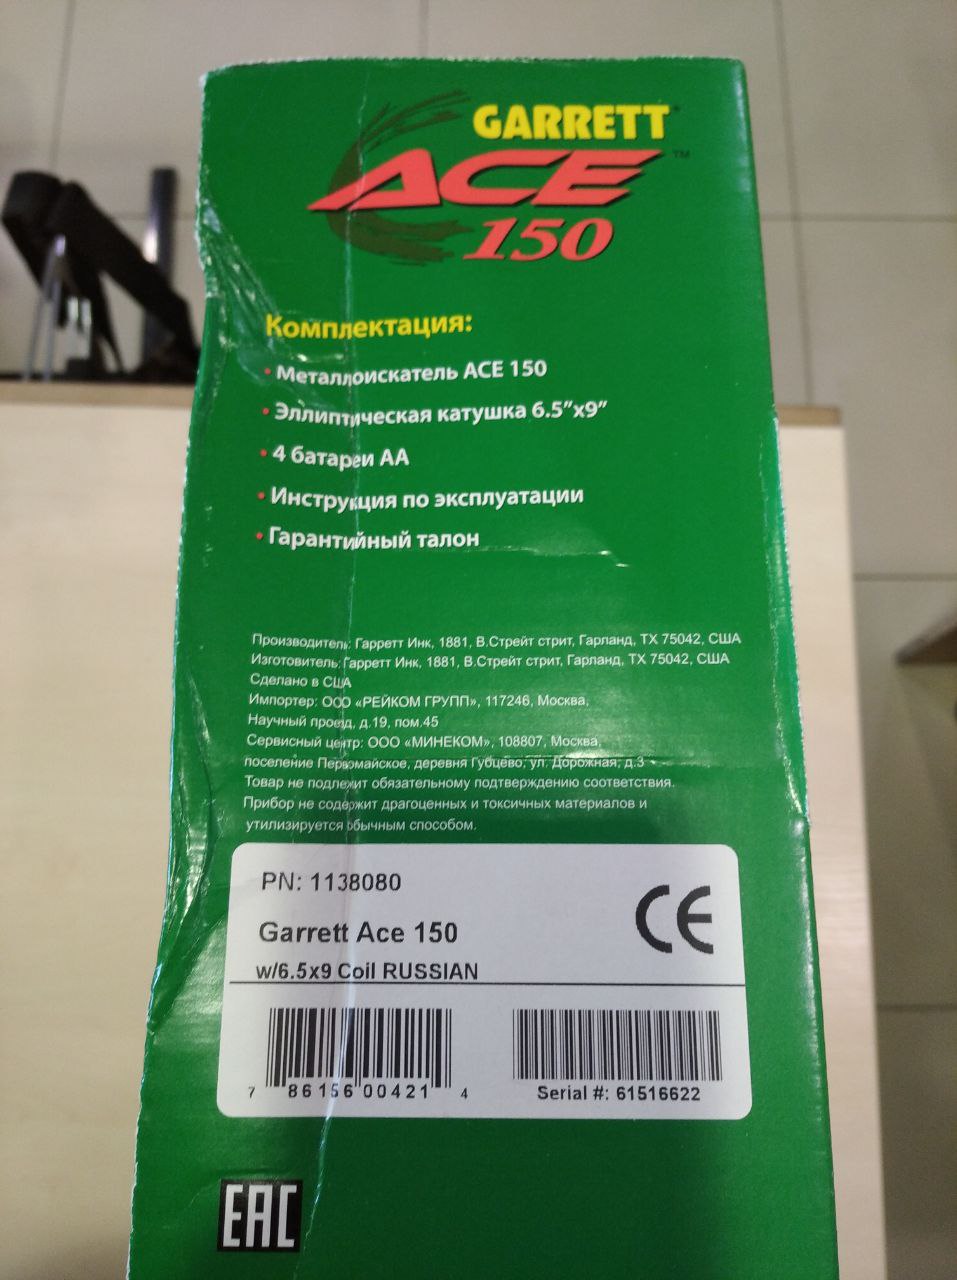 GARRETT®
ACE™
150
Комплектация:
• Металлоискатель ACE 150
• Эллиптическая катушка 6.5”x9”
• 4 батареи АА
• Инструкция по эксплуатации
• Гарантийный талон
Производитель: Гарретт Инк, 1881, В.Стрейт стрит, Гарланд, TX 75042, США
Изготовитель: Гарретт Инк, 1881, В.Стрейт стрит, Гарланд, TX 75042, США
Сделано в США
Импортер: ООО «РЕЙКОМ ГРУПП», 117246, Москва,
Научный проезд, д.19, пом.45
Сервисный центр: ООО «МИНЕКОМ», 108807, Москва,
поселение Первомайское, деревня Губцево, ул. Дорожная, д.3
Товар не подлежит обязательному подтверждению соответствия.
Прибор не содержит драгоценных и токсичных материалов и
утилизируется обычным способом.
PN: 1138080
Garrett Ace 150
w/6.5x9 Coil RUSSIAN
CE
7 86156 00421 4
Serial #: 61516622
EAC